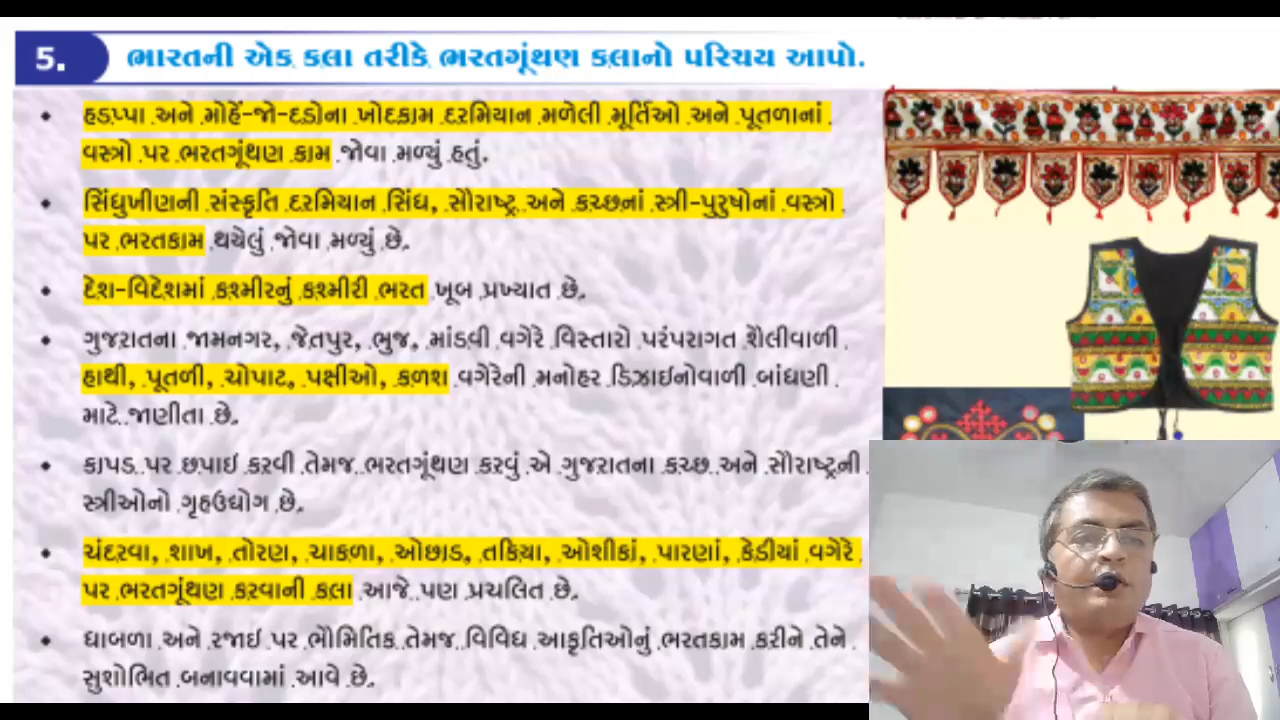 5. ભારતની એક કલા તરીકે ભરતગૂંથણ કલાનો પરિચય આપો.
• હડપ્પા અને મોહેં-જો-દડોના ખોદકામ દરમિયાન મળેલી મૂર્તિઓ અને પૂતળાનાં
વસ્ત્રો પર ભરતગૂંથણ કામ જોવા મળ્યું હતું.
• સિંધુખીણની સંસ્કૃતિ દરમિયાન સિંધ, સૌરાષ્ટ્ર અને કચ્છનાં સ્ત્રી-પુરુષોનાં વસ્ત્રો
પર ભરતકામ થયેલું જોવા મળ્યું છે.
• દેશ-વિદેશમાં કશ્મીરનું કશ્મીરી ભરત ખૂબ પ્રખ્યાત છે.
• ગુજરાતના જામનગર, જેતપુર, ભુજ, માંડવી વગેરે વિસ્તારો પરંપરાગત શૈલીવાળી
હાથી, પૂતળી, ચોપાટ, પક્ષીઓ, કળશ વગેરેની મનોહર ડિઝાઈનોવાળી બાંધણી
માટે જાણીતા છે.
• કાપડ પર છપાઈ કરવી તેમજ ભરતગૂંથણ કરવું એ ગુજરાતના કચ્છ અને સૌરાષ્ટ્રની
સ્ત્રીઓનો ગૃહઉદ્યોગ છે.
• ચંદરવા, શાખ, તોરણ, ચાકળા, ઓછાડ, તકિયા, ઓશીકાં, પારણાં, કેડીયાં વગેરે
પર ભરતગૂંથણ કરવાની કલા આજે પણ પ્રચલિત છે.
• ધાબળા અને રજાઈ પર ભૌમિતિક તેમજ વિવિધ આકૃતિઓનું ભરતકામ કરીને તેને
સુશોભિત બનાવવામાં આવે છે.